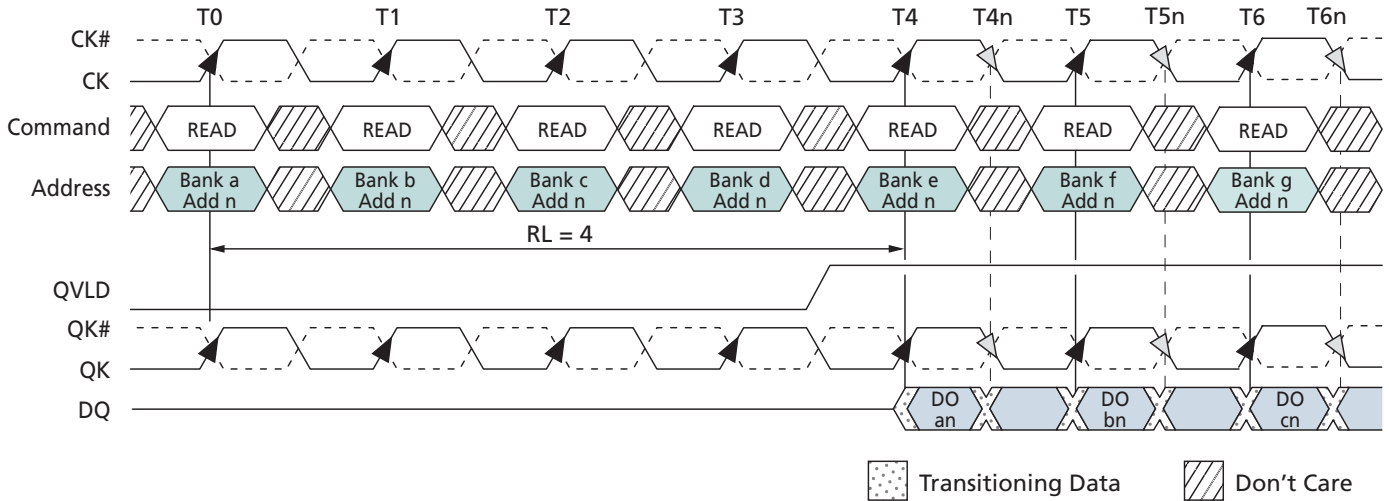 T0 T1 T2 T3 T4 T4n T5 T5n T6 T6n
CK#
CK
Command READ READ READ READ READ READ READ
Address Bank a Bank b Bank c Bank d Bank e Bank f Bank g
Add n Add n Add n Add n Add n Add n Add n
RL = 4
QVLD
QK#
QK
DQ DO DO DO
an bn cn
Transitioning Data Don't Care